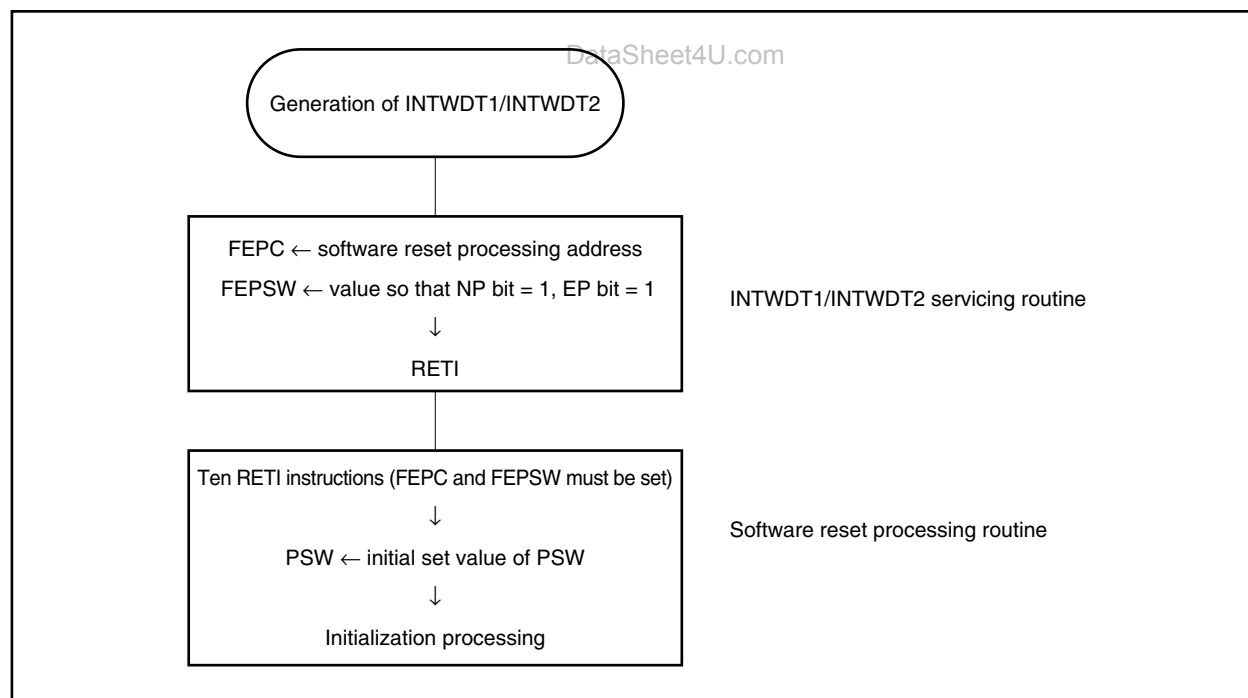 DataSheet4U.com
Generation of INTWDT1/INTWDT2
FEPC ← software reset processing address
FEPSW ← value so that NP bit = 1, EP bit = 1
↓
RETI
INTWDT1/INTWDT2 servicing routine
Ten RETI instructions (FEPC and FEPSW must be set)
↓
PSW ← initial set value of PSW
↓
Initialization processing
Software reset processing routine